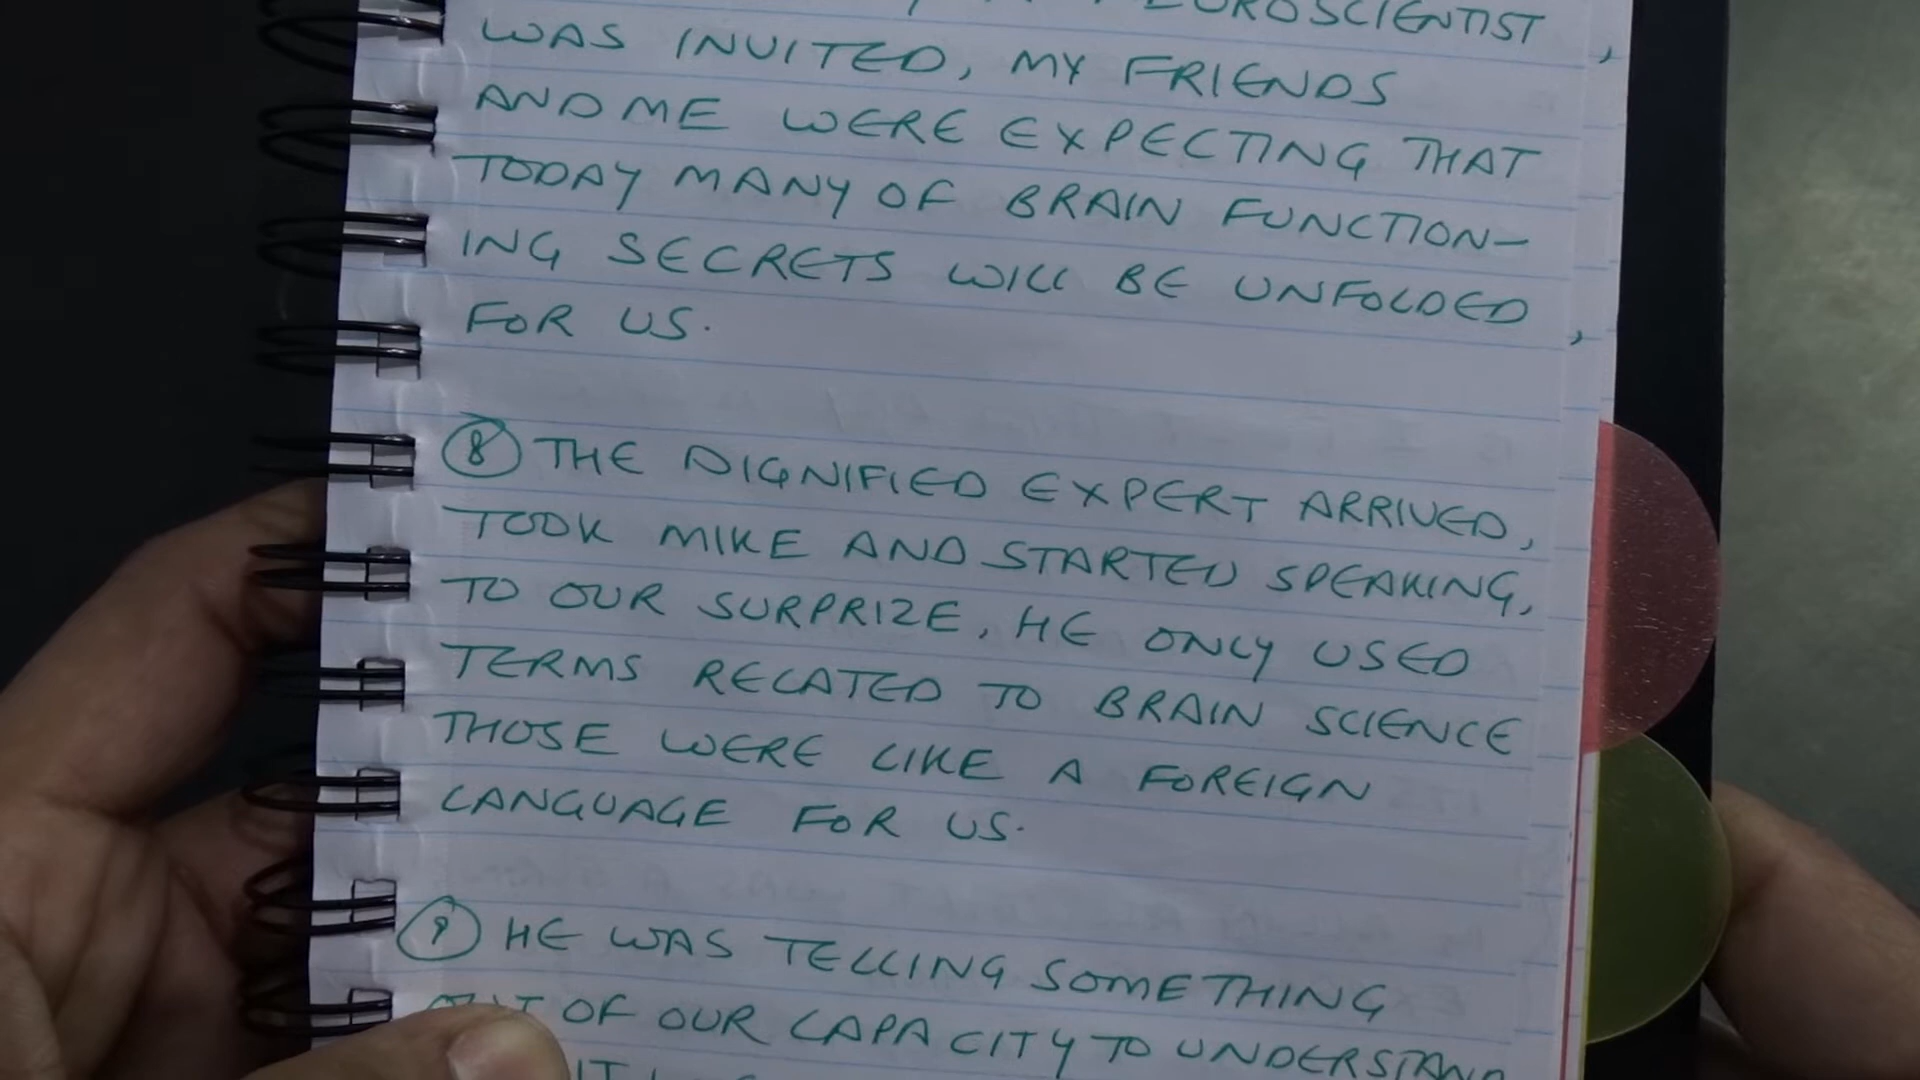 WAS INVITED, MY FRIENDS
AND ME WERE EXPECTING THAT
TODAY MANY OF BRAIN FUNCTION-
ING SECRETS WILL BE UNFOLDED,
FOR US.
⑧ THE DIGNIFIED EXPERT ARRIVED,
TOOK MIKE AND STARTED SPEAKING,
TO OUR SURPRIZE, HE ONLY USED
TERMS RELATED TO BRAIN SCIENCE
THOSE WERE LIKE A FOREIGN
LANGUAGE FOR US.
⑨ HE WAS TELLING SOMETHING
OF OUR CAPACITY TO UNDERSTAND